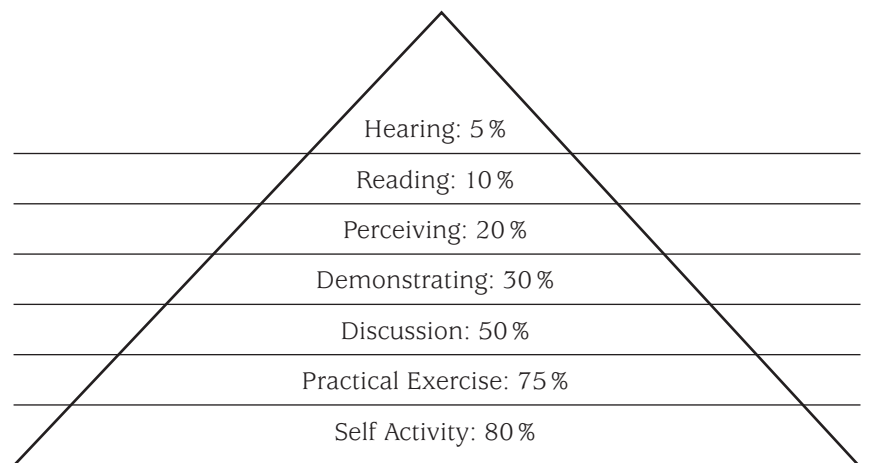 Hearing: 5 %
Reading: 10 %
Perceiving: 20 %
Demonstrating: 30 %
Discussion: 50 %
Practical Exercise: 75 %
Self Activity: 80 %